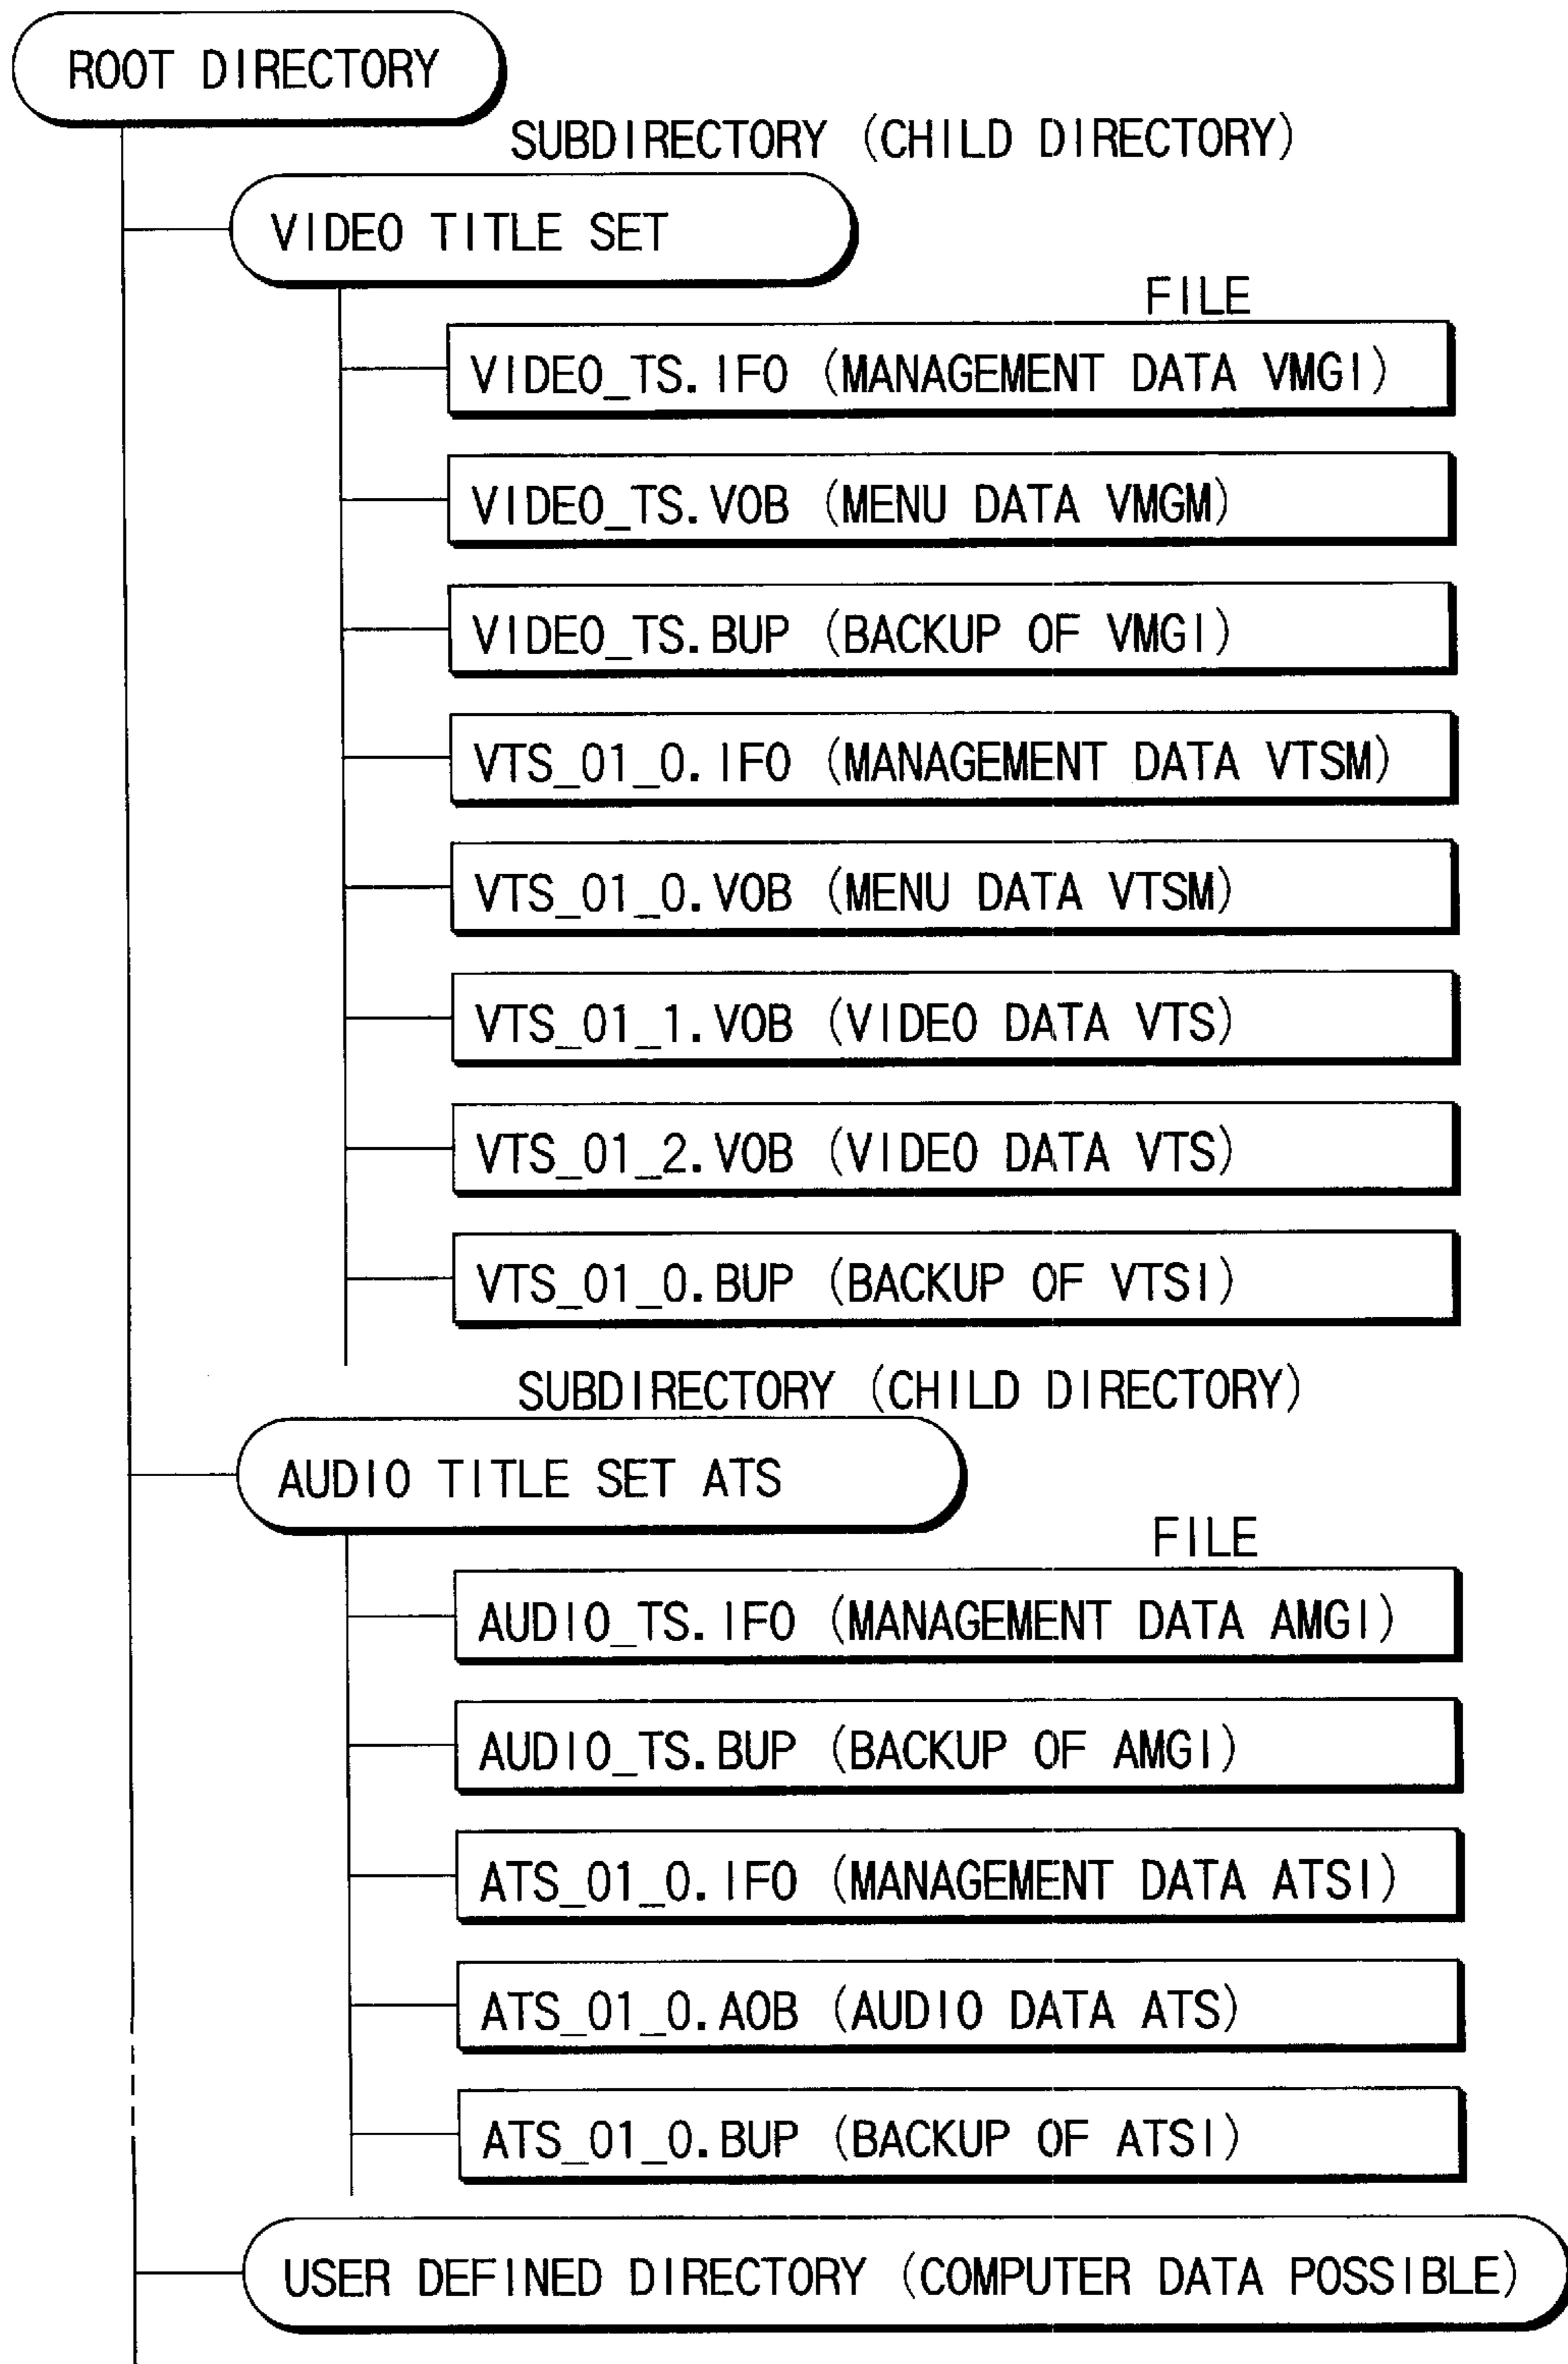 ROOT DIRECTORY
SUBDIRECTORY (CHILD DIRECTORY)
VIDEO TITLE SET
FILE
VIDEO_TS.IFO (MANAGEMENT DATA VMGI)
VIDEO_TS.VOB (MENU DATA VMGM)
VIDEO_TS.BUP (BACKUP OF VMGI)
VTS_01_0.IFO (MANAGEMENT DATA VTSM)
VTS_01_0.VOB (MENU DATA VTSM)
VTS_01_1.VOB (VIDEO DATA VTS)
VTS_01_2.VOB (VIDEO DATA VTS)
VTS_01_0.BUP (BACKUP OF VTSI)
SUBDIRECTORY (CHILD DIRECTORY)
AUDIO TITLE SET ATS
FILE
AUDIO_TS.IFO (MANAGEMENT DATA AMGI)
AUDIO_TS.BUP (BACKUP OF AMGI)
ATS_01_0.IFO (MANAGEMENT DATA ATSI)
ATS_01_0.AOB (AUDIO DATA ATS)
ATS_01_0.BUP (BACKUP OF ATSI)
USER DEFINED DIRECTORY (COMPUTER DATA POSSIBLE)